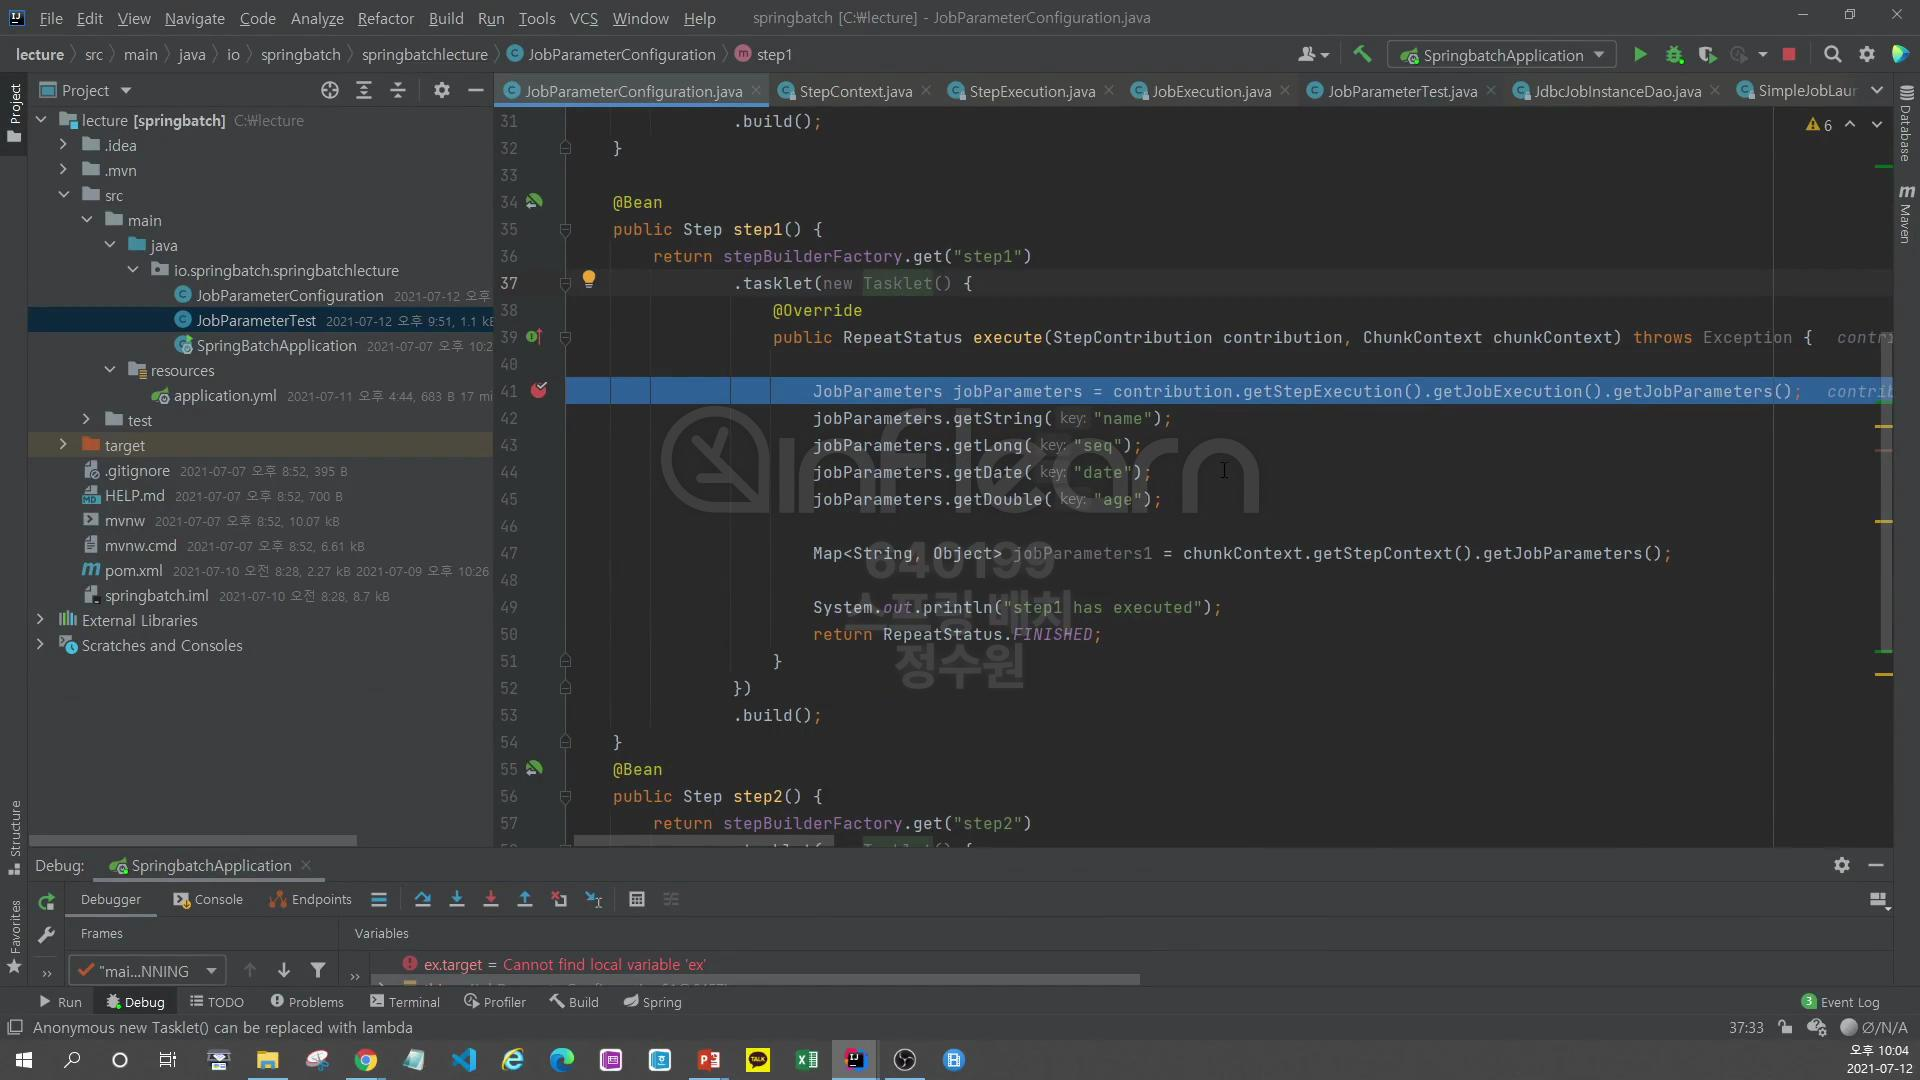 File Edit View Navigate Code Analyze Refactor Build Run Tools VCS Window Help springbatch [C:₩lecture] - JobParameterConfiguration.java
lecture src main java io springbatch springbatchlecture JobParameterConfiguration step1 SpringbatchApplication
Project
Project
JobParameterConfiguration.java StepContext.java StepExecution.java JobExecution.java JobParameterTest.java JdbcJobInstanceDao.java SimpleJobLaur
lecture [springbatch] C:₩lecture
.idea
.mvn
src
main
java
io.springbatch.springbatchlecture
JobParameterConfiguration 2021-07-12 오후
JobParameterTest 2021-07-12 오후 9:51, 1.1 kB
SpringBatchApplication 2021-07-07 오후 10:2
resources
application.yml 2021-07-11 오후 4:44, 683 B 17 mi
test
target
.gitignore 2021-07-07 오후 8:52, 395 B
HELP.md 2021-07-07 오후 8:52, 700 B
mvnw 2021-07-07 오후 8:52, 10.07 kB
mvnw.cmd 2021-07-07 오후 8:52, 6.61 kB
pom.xml 2021-07-10 오전 8:28, 2.27 kB 2021-07-09 오후 10:26
springbatch.iml 2021-07-10 오전 8:28, 8.7 kB
External Libraries
Scratches and Consoles
Structure
Favorites
Database
Maven
6
31 .build();
32 }
33
34 @Bean
35 public Step step1() {
36 return stepBuilderFactory.get("step1")
37 .tasklet(new Tasklet() {
38 @Override
39 public RepeatStatus execute(StepContribution contribution, ChunkContext chunkContext) throws Exception { contri
40
41 JobParameters jobParameters = contribution.getStepExecution().getJobExecution().getJobParameters(); contrib
42 jobParameters.getString( key: "name");
43 jobParameters.getLong( key: "seq");
44 jobParameters.getDate( key: "date");
45 jobParameters.getDouble( key: "age");
46
47 Map<String, Object> jobParameters1 = chunkContext.getStepContext().getJobParameters();
48
49 System.out.println("step1 has executed");
50 return RepeatStatus.FINISHED;
51 }
52 })
53 .build();
54 }
55 @Bean
56 public Step step2() {
57 return stepBuilderFactory.get("step2")
inflearn
640199
스프링 배치
정수원
Debug: SpringbatchApplication
Debugger Console Endpoints
Frames Variables
"mai...NNING
ex.target = Cannot find local variable 'ex'
Run Debug TODO Problems Terminal Profiler Build Spring 3 Event Log
Anonymous new Tasklet() can be replaced with lambda 37:33 Ø/N/A
TALK
오후 10:04
2021-07-12